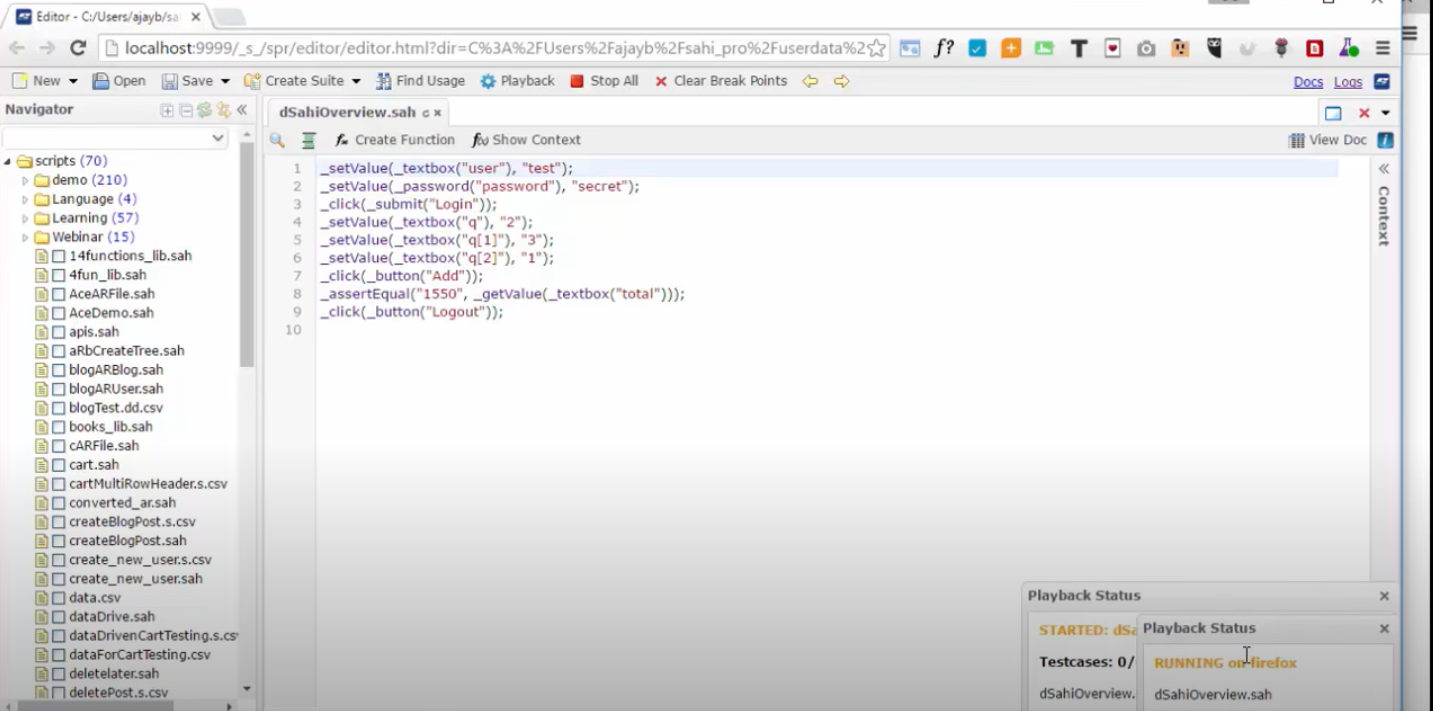 Editor - C:/Users/ajayb/sa
localhost:9999/_s_/spr/editor/editor.html?dir=C%3A%2FUsers%2Fajayb%2Fsahi_pro%2Fuserdata%2
f?
T
New Open Save Create Suite Find Usage Playback Stop All Clear Break Points Docs Logs
Navigator
dSahiOverview.sah
Create Function Show Context View Doc
scripts (70)
demo (210)
Language (4)
Learning (57)
Webinar (15)
14functions_lib.sah
4fun_lib.sah
AceARFile.sah
AceDemo.sah
apis.sah
aRbCreateTree.sah
blogARBlog.sah
blogARUser.sah
blogTest.dd.csv
books_lib.sah
cARFile.sah
cart.sah
cartMultiRowHeader.s.csv
converted_ar.sah
createBlogPost.s.csv
createBlogPost.sah
create_new_user.s.csv
create_new_user.sah
data.csv
dataDrive.sah
dataDrivenCartTesting.s.cs
dataForCartTesting.csv
deletelater.sah
deletePost.s.csv
1 _setValue(_textbox("user"), "test");
2 _setValue(_password("password"), "secret");
3 _click(_submit("Login"));
4 _setValue(_textbox("q"), "2");
5 _setValue(_textbox("q[1]"), "3");
6 _setValue(_textbox("q[2]"), "1");
7 _click(_button("Add"));
8 _assertEqual("1550", _getValue(_textbox("total")));
9 _click(_button("Logout"));
10
Context
Playback Status
STARTED: dSa
Testcases: 0/
dSahiOverview.
Playback Status
RUNNING on firefox
dSahiOverview.sah